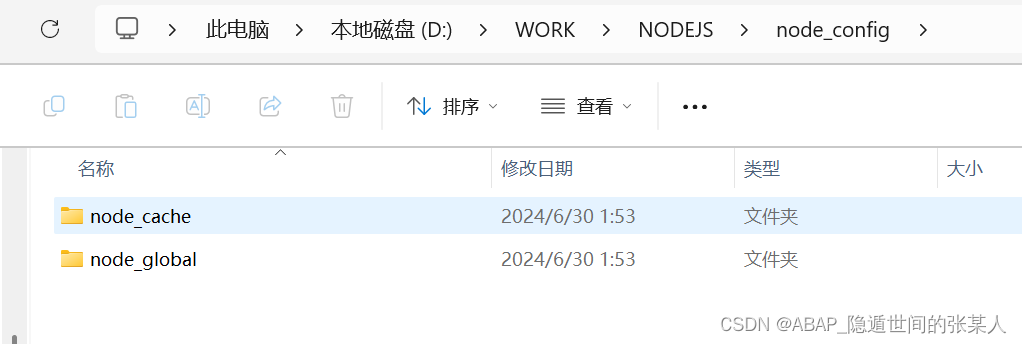 此电脑 > 本地磁盘 (D:) > WORK > NODEJS > node_config >
排序 查看
名称 修改日期 类型 大小
node_cache 2024/6/30 1:53 文件夹
node_global 2024/6/30 1:53 文件夹
CSDN @ABAP_隐遁世间的张某人